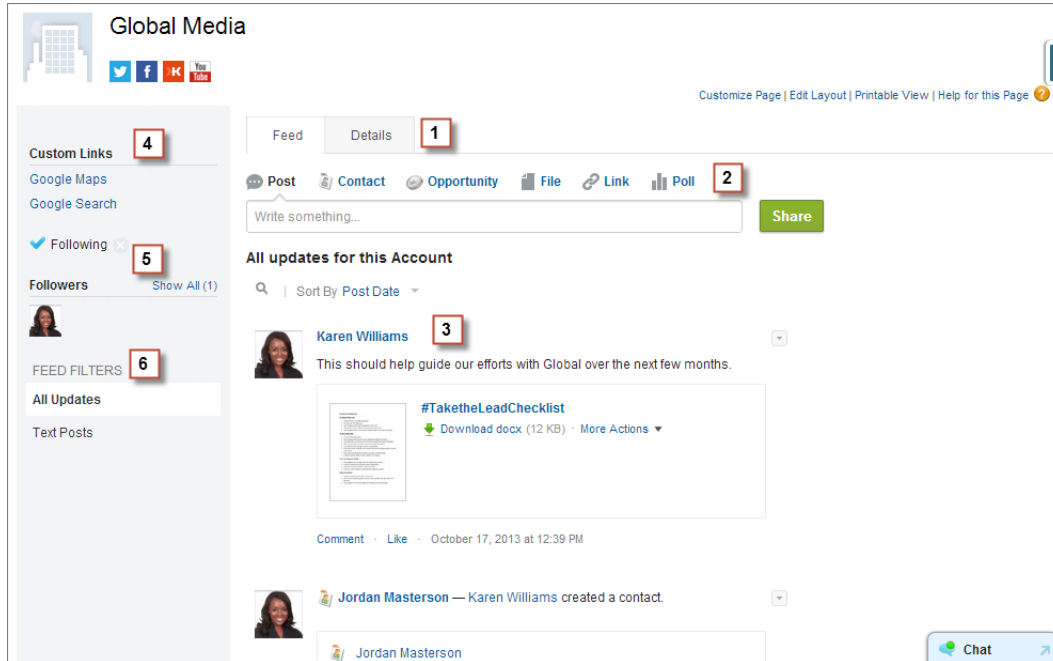 Global Media
You Tube
Customize Page | Edit Layout | Printable View | Help for this Page ?
Feed Details 1
4
Custom Links
Google Maps
Google Search
Post Contact Opportunity File Link Poll 2
Write something... Share
Following
5
Followers Show All (1)
All updates for this Account
Sort By Post Date
6
FEED FILTERS
All Updates
Text Posts
Karen Williams 3
This should help guide our efforts with Global over the next few months.
#TaketheLeadChecklist
Download docx (12 KB) · More Actions
Comment · Like · October 17, 2013 at 12:39 PM
Jordan Masterson — Karen Williams created a contact.
Jordan Masterson
Chat